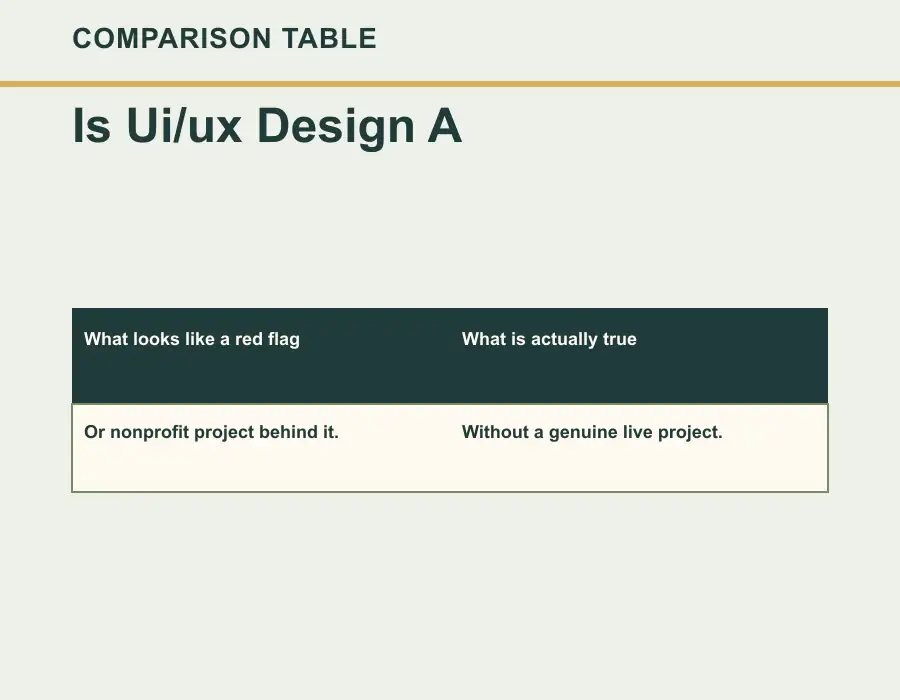 COMPARISON TABLE
Is Ui/ux Design A
What looks like a red flag
What is actually true
Or nonprofit project behind it.
Without a genuine live project.